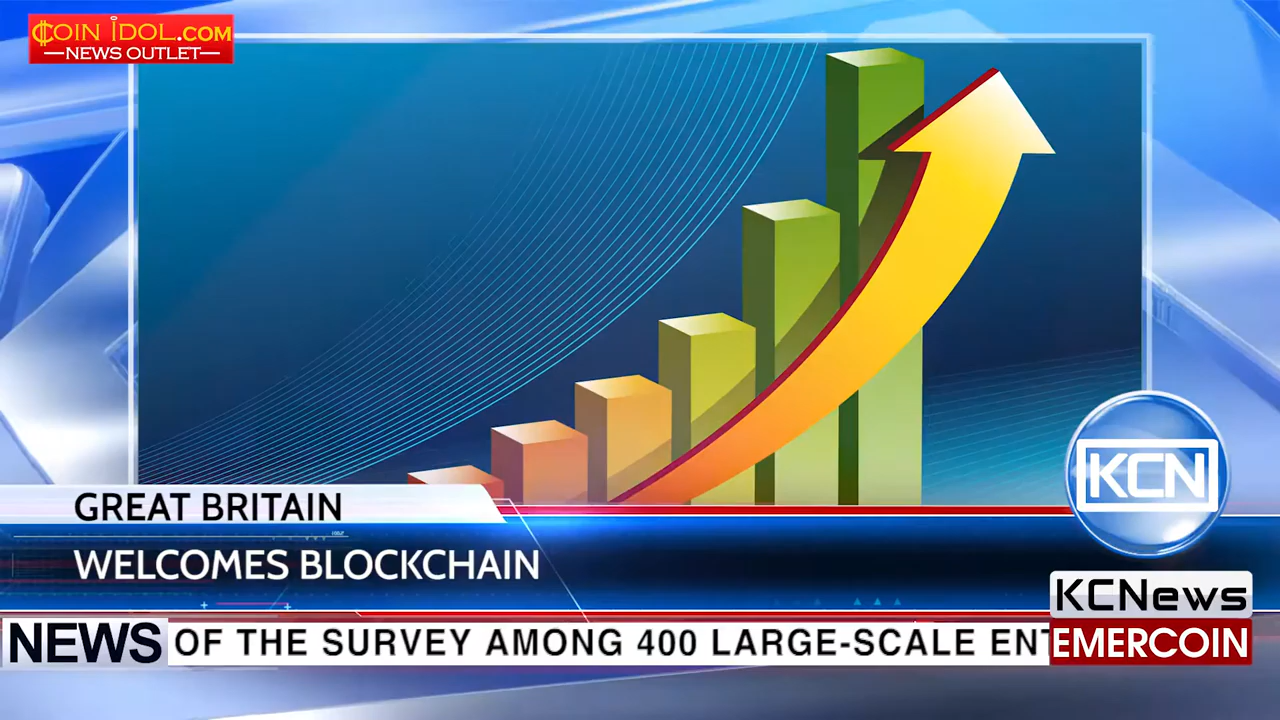 COIN IDOL.COM
—NEWS OUTLET—
GREAT BRITAIN
WELCOMES BLOCKCHAIN
KCN
KCNews
NEWS OF THE SURVEY AMONG 400 LARGE-SCALE ENT
EMERCOIN